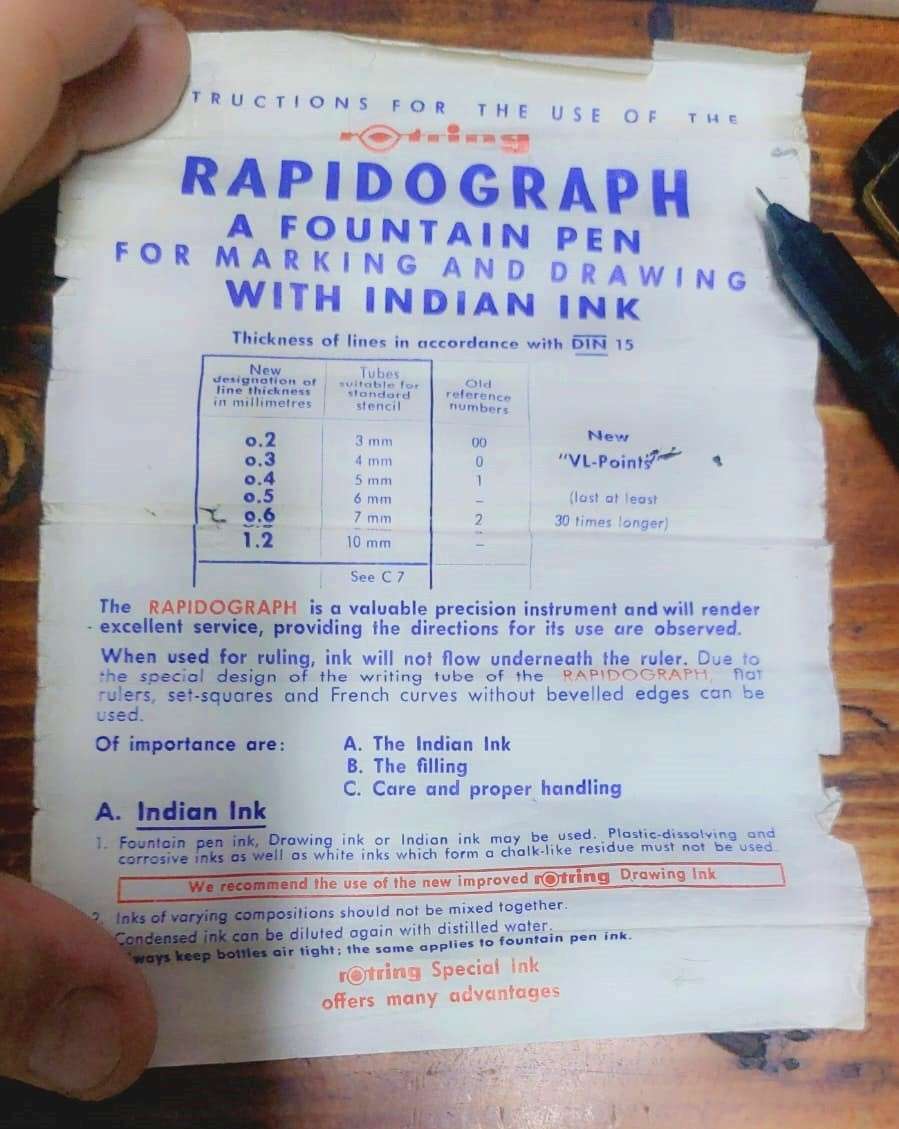 TRUCTIONS FOR THE USE OF THE
rotring
RAPIDOGRAPH
A FOUNTAIN PEN
FOR MARKING AND DRAWING
WITH INDIAN INK
Thickness of lines in accordance with DIN 15
New designation of line thickness in millimetres Tubes suitable for standard stencil Old reference numbers
0.2 3 mm 00 New
0.3 4 mm 0 "VL-Points"
0.4 5 mm 1
0.5 6 mm – (last at least
0.6 7 mm 2 30 times longer)
1.2 10 mm –
See C 7
The RAPIDOGRAPH is a valuable precision instrument and will render
excellent service, providing the directions for its use are observed.
When used for ruling, ink will not flow underneath the ruler. Due to
the special design of the writing tube of the RAPIDOGRAPH, flat
rulers, set-squares and French curves without bevelled edges can be
used.
Of importance are: A. The Indian Ink
B. The filling
C. Care and proper handling
A. Indian Ink
1. Fountain pen ink, Drawing ink or Indian ink may be used. Plastic-dissolving and
corrosive inks as well as white inks which form a chalk-like residue must not be used.
We recommend the use of the new improved rotring Drawing Ink
2. Inks of varying compositions should not be mixed together.
Condensed ink can be diluted again with distilled water.
ways keep bottles air tight; the same applies to fountain pen ink.
rotring Special Ink
offers many advantages